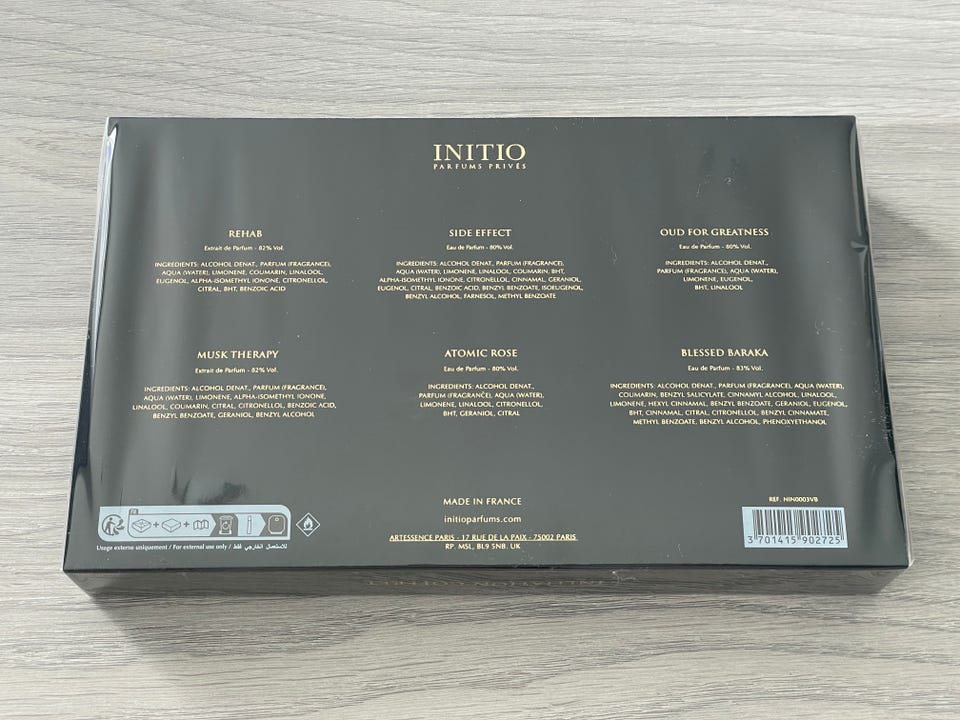 INITIO
PARFUMS PRIVÉS
REHAB
Extrait de Parfum - 82% Vol.
INGREDIENTS: ALCOHOL DENAT., PARFUM (FRAGRANCE),
AQUA (WATER), LIMONENE, COUMARIN, LINALOOL,
EUGENOL, ALPHA-ISOMETHYL IONONE, CITRONELLOL,
CITRAL, BHT, BENZOIC ACID
SIDE EFFECT
Eau de Parfum - 80% Vol.
INGREDIENTS: ALCOHOL DENAT., PARFUM (FRAGRANCE),
AQUA (WATER), LIMONENE, LINALOOL, COUMARIN, BHT,
ALPHA-ISOMETHYL IONONE, CITRONELLOL, CINNAMAL, GERANIOL,
EUGENOL, CITRAL, BENZOIC ACID, BENZYL BENZOATE, ISOEUGENOL,
BENZYL ALCOHOL, FARNESOL, METHYL BENZOATE
OUD FOR GREATNESS
Eau de Parfum - 80% Vol.
INGREDIENTS: ALCOHOL DENAT.,
PARFUM (FRAGRANCE), AQUA (WATER),
LIMONENE, EUGENOL,
BHT, LINALOOL
MUSK THERAPY
Extrait de Parfum - 82% Vol.
INGREDIENTS: ALCOHOL DENAT., PARFUM (FRAGRANCE),
AQUA (WATER), LIMONENE, ALPHA-ISOMETHYL IONONE,
LINALOOL, COUMARIN, CITRAL, CITRONELLOL, BENZOIC ACID,
BENZYL BENZOATE, GERANIOL, BENZYL ALCOHOL
ATOMIC ROSE
Eau de Parfum - 80% Vol.
INGREDIENTS: ALCOHOL DENAT.,
PARFUM (FRAGRANCE), AQUA (WATER),
LIMONENE, LINALOOL, CITRONELLOL,
BHT, GERANIOL, CITRAL
BLESSED BARAKA
Eau de Parfum - 83% Vol.
INGREDIENTS: ALCOHOL DENAT., PARFUM (FRAGRANCE), AQUA (WATER),
COUMARIN, BENZYL SALICYLATE, CINNAMYL ALCOHOL, LINALOOL,
LIMONENE, HEXYL CINNAMAL, BENZYL BENZOATE, GERANIOL, EUGENOL,
BHT, CINNAMAL, CITRAL, CITRONELLOL, BENZYL CINNAMATE,
METHYL BENZOATE, BENZYL ALCOHOL, PHENOXYETHANOL
FR
Usage externe uniquement / For external use only / للاستعمال الخارجي فقط
MADE IN FRANCE
initioparfums.com
ARTESSENCE PARIS - 17 RUE DE LA PAIX - 75002 PARIS
RP. MSL, BL9 5NB. UK
REF. NIN0003VB
3 701415 902725
INITIATION COFFRET